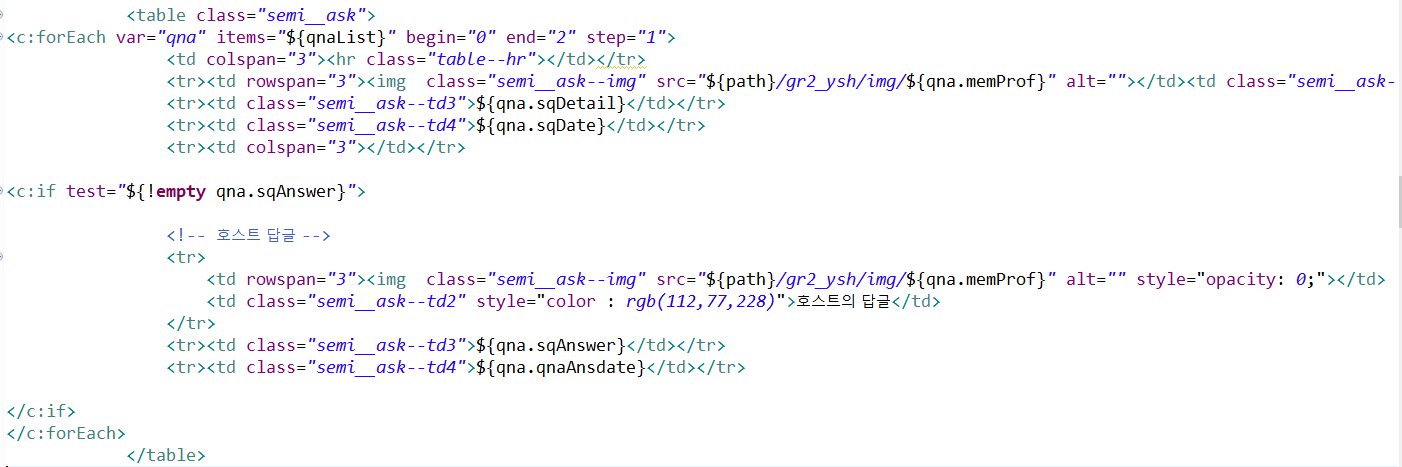 <table class="semi__ask">
<c:forEach var="qna" items="${qnaList}" begin="0" end="2" step="1">
<td colspan="3"><hr class="table--hr"></td></tr>
<tr><td rowspan="3"><img  class="semi__ask--img" src="${path}/gr2_ysh/img/${qna.memProf}" alt=""></td><td class="semi__ask-
<tr><td class="semi__ask--td3">${qna.sqDetail}</td></tr>
<tr><td class="semi__ask--td4">${qna.sqDate}</td></tr>
<tr><td colspan="3"></td></tr>
<c:if test="${!empty qna.sqAnswer}">
<!-- 호스트 답글 -->
<tr>
<td rowspan="3"><img  class="semi__ask--img" src="${path}/gr2_ysh/img/${qna.memProf}" alt="" style="opacity: 0;"></td>
<td class="semi__ask--td2" style="color : rgb(112,77,228)">호스트의 답글</td>
</tr>
<tr><td class="semi__ask--td3">${qna.sqAnswer}</td></tr>
<tr><td class="semi__ask--td4">${qna.qnaAnsdate}</td></tr>
</c:if>
</c:forEach>
</table>